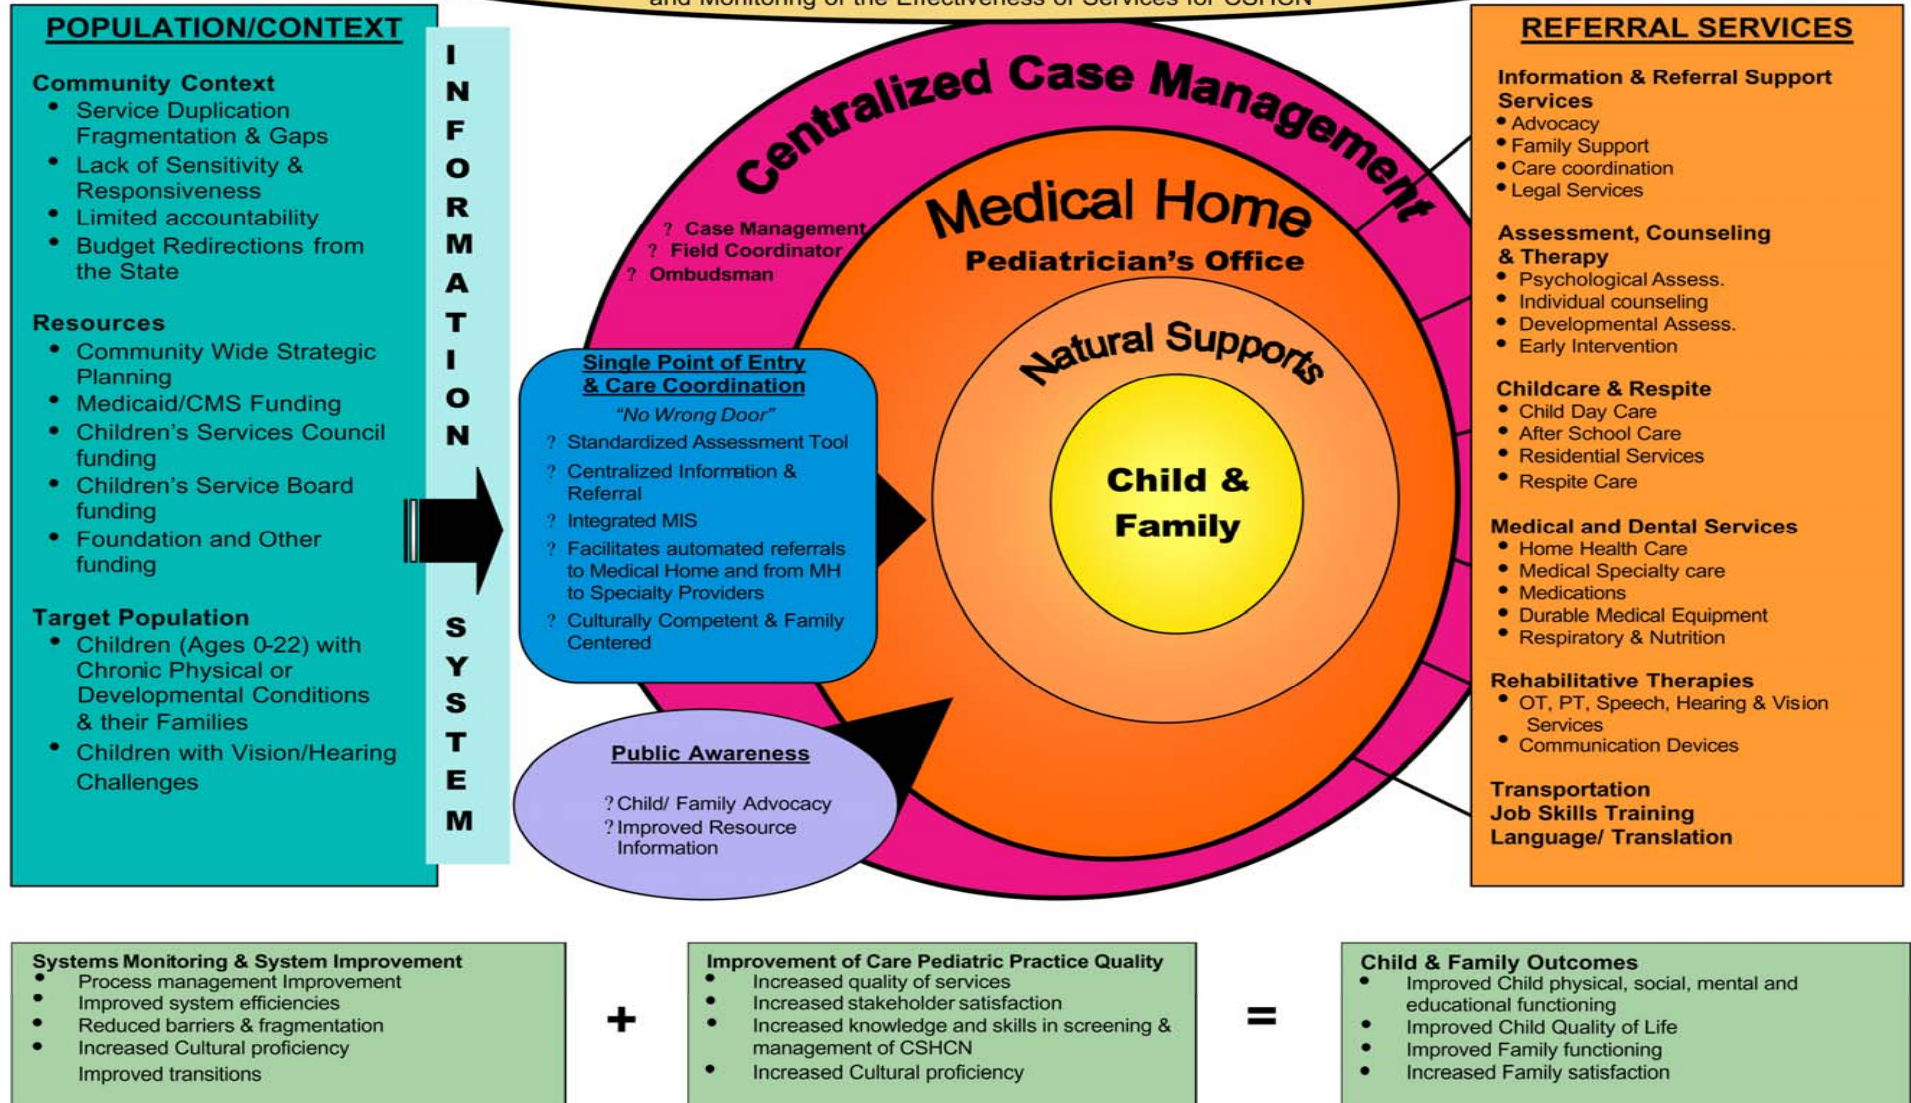 and Monitoring of the Effectiveness of Services for CSHCN
POPULATION/CONTEXT
Community Context
• Service Duplication
Fragmentation & Gaps
• Lack of Sensitivity &
Responsiveness
• Limited accountability
• Budget Redirections from
the State
Resources
• Community Wide Strategic
Planning
• Medicaid/CMS Funding
• Children's Services Council
funding
• Children's Service Board
funding
• Foundation and Other
funding
Target Population
• Children (Ages 0-22) with
Chronic Physical or
Developmental Conditions
& their Families
• Children with Vision/Hearing
Challenges
INFORMATION SYSTEM
Centralized Case Management
? Case Management
? Field Coordinator
? Ombudsman
Medical Home
Pediatrician's Office
Natural Supports
Child &
Family
Single Point of Entry
& Care Coordination
"No Wrong Door"
? Standardized Assessment Tool
? Centralized Information &
Referral
? Integrated MIS
? Facilitates automated referrals
to Medical Home and from MH
to Specialty Providers
? Culturally Competent & Family
Centered
Public Awareness
? Child/ Family Advocacy
? Improved Resource
Information
REFERRAL SERVICES
Information & Referral Support
Services
• Advocacy
• Family Support
• Care coordination
• Legal Services
Assessment, Counseling
& Therapy
• Psychological Assess.
• Individual counseling
• Developmental Assess.
• Early Intervention
Childcare & Respite
• Child Day Care
• After School Care
• Residential Services
• Respite Care
Medical and Dental Services
• Home Health Care
• Medical Specialty care
• Medications
• Durable Medical Equipment
• Respiratory & Nutrition
Rehabilitative Therapies
• OT, PT, Speech, Hearing & Vision
Services
• Communication Devices
Transportation
Job Skills Training
Language/ Translation
Systems Monitoring & System Improvement
• Process management Improvement
• Improved system efficiencies
• Reduced barriers & fragmentation
• Increased Cultural proficiency
Improved transitions
+
Improvement of Care Pediatric Practice Quality
• Increased quality of services
• Increased stakeholder satisfaction
• Increased knowledge and skills in screening &
management of CSHCN
• Increased Cultural proficiency
=
Child & Family Outcomes
• Improved Child physical, social, mental and
educational functioning
• Improved Child Quality of Life
• Improved Family functioning
• Increased Family satisfaction